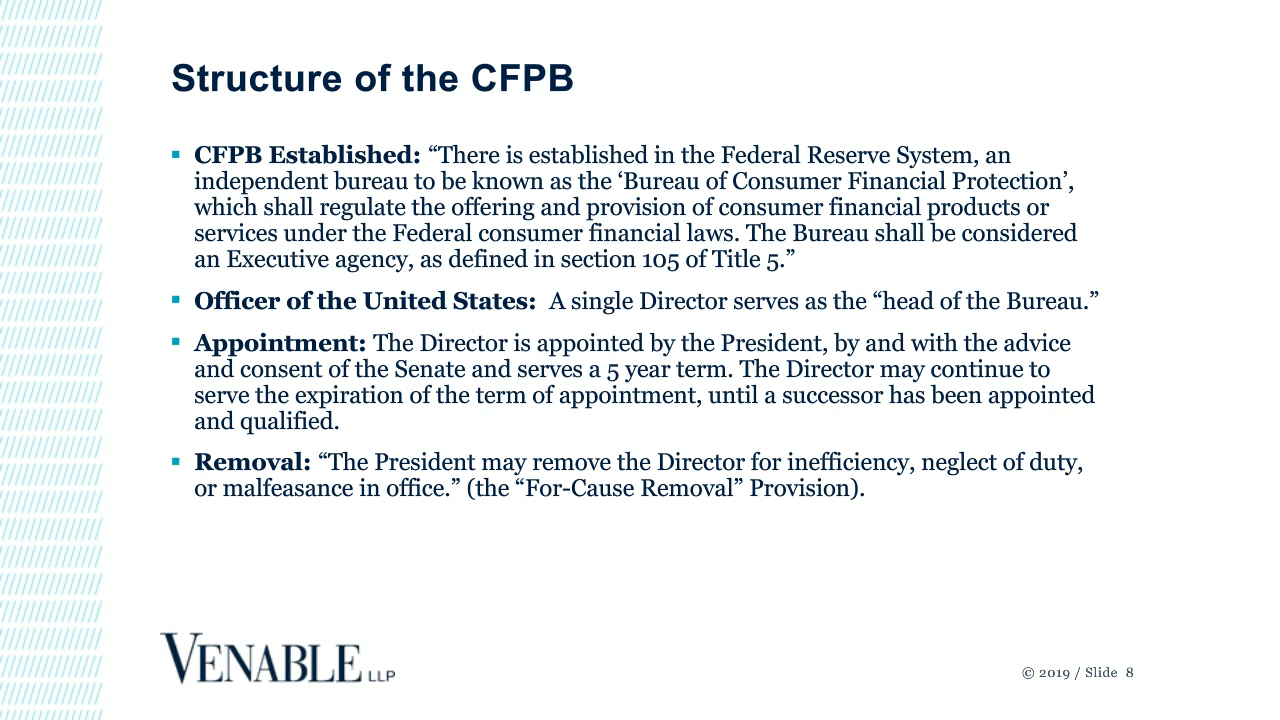 Structure of the CFPB
▪ CFPB Established: “There is established in the Federal Reserve System, an
independent bureau to be known as the ‘Bureau of Consumer Financial Protection’,
which shall regulate the offering and provision of consumer financial products or
services under the Federal consumer financial laws. The Bureau shall be considered
an Executive agency, as defined in section 105 of Title 5.”
▪ Officer of the United States:  A single Director serves as the “head of the Bureau.”
▪ Appointment: The Director is appointed by the President, by and with the advice
and consent of the Senate and serves a 5 year term. The Director may continue to
serve the expiration of the term of appointment, until a successor has been appointed
and qualified.
▪ Removal: “The President may remove the Director for inefficiency, neglect of duty,
or malfeasance in office.” (the “For-Cause Removal” Provision).
VENABLE LLP
© 2019 / Slide 8